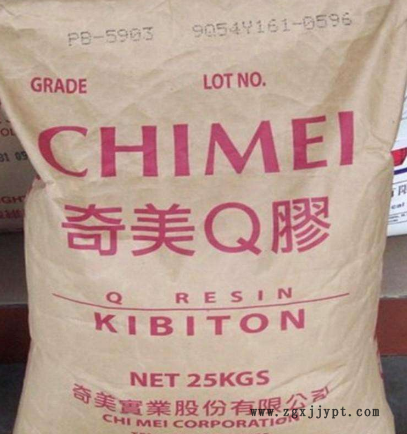 PB-5903 9054Y161-0596
GRADE LOT NO.
CHIMEI
奇美Q膠
Q RESIN
KIBITON
NET 25KGS
奇美實業股份有限公司
CHI MEI CORPORATION
www.zgxjjypt.com